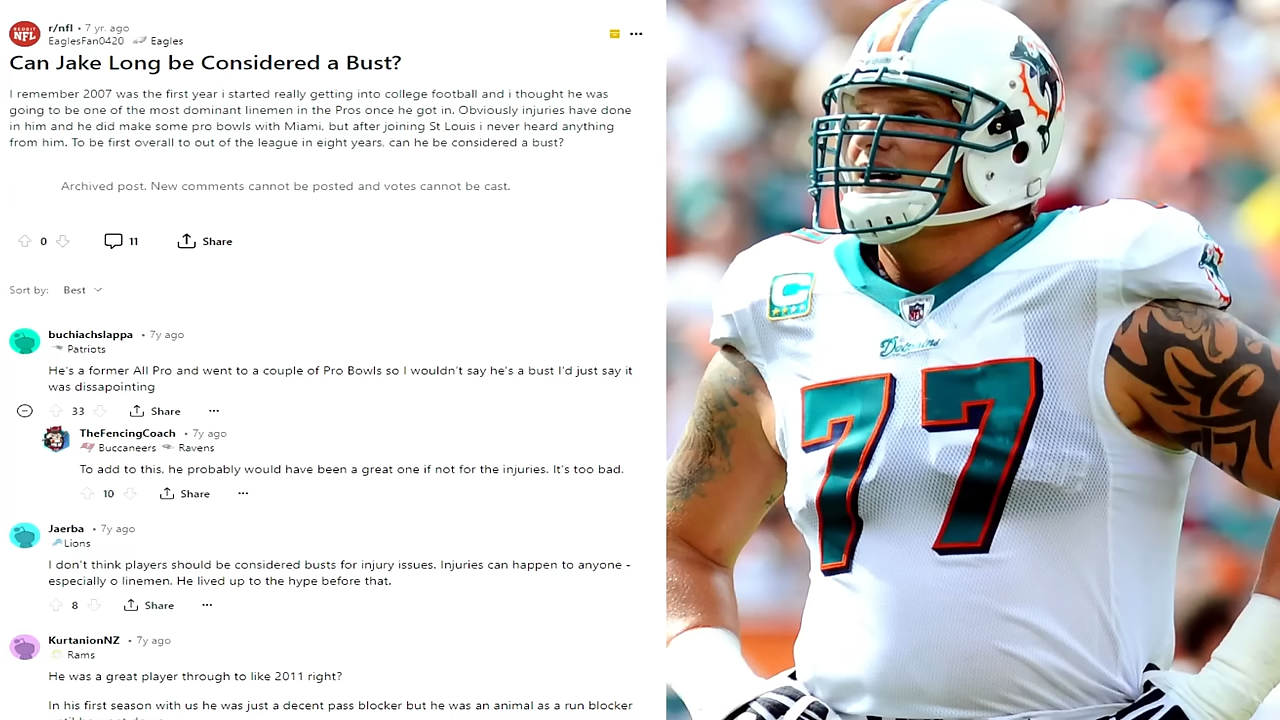 r/nfl • 7 yr. ago
EaglesFan0420 Eagles
Can Jake Long be Considered a Bust?
I remember 2007 was the first year i started really getting into college football and i thought he was
going to be one of the most dominant linemen in the Pros once he got in. Obviously injuries have done
in him and he did make some pro bowls with Miami, but after joining St Louis i never heard anything
from him. To be first overall to out of the league in eight years. can he be considered a bust?
Archived post. New comments cannot be posted and votes cannot be cast.
0 11 Share
Sort by: Best
buchiachslappa • 7y ago
Patriots
He's a former All Pro and went to a couple of Pro Bowls so I wouldn't say he's a bust I'd just say it
was dissapointing
33 Share
TheFencingCoach • 7y ago
Buccaneers Ravens
To add to this, he probably would have been a great one if not for the injuries. It's too bad.
10 Share
Jaerba • 7y ago
Lions
I don't think players should be considered busts for injury issues. Injuries can happen to anyone -
especially o linemen. He lived up to the hype before that.
8 Share
KurtanionNZ • 7y ago
Rams
He was a great player through to like 2011 right?
In his first season with us he was just a decent pass blocker but he was an animal as a run blocker
REDDIT
NFL
C
NFL
Dolphins
77